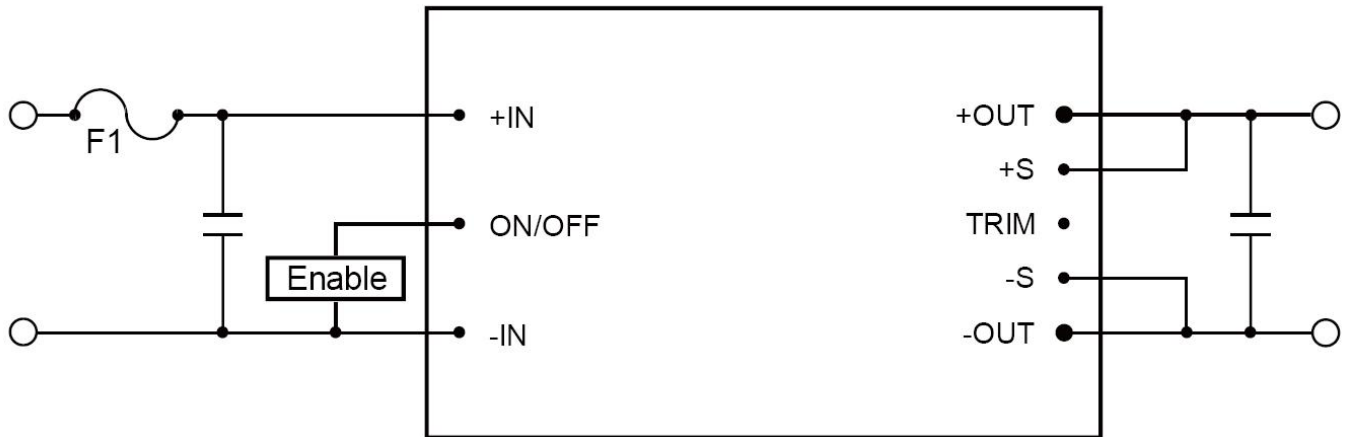 F1
+IN
ON/OFF
Enable
-IN
+OUT
+S
TRIM
-S
-OUT